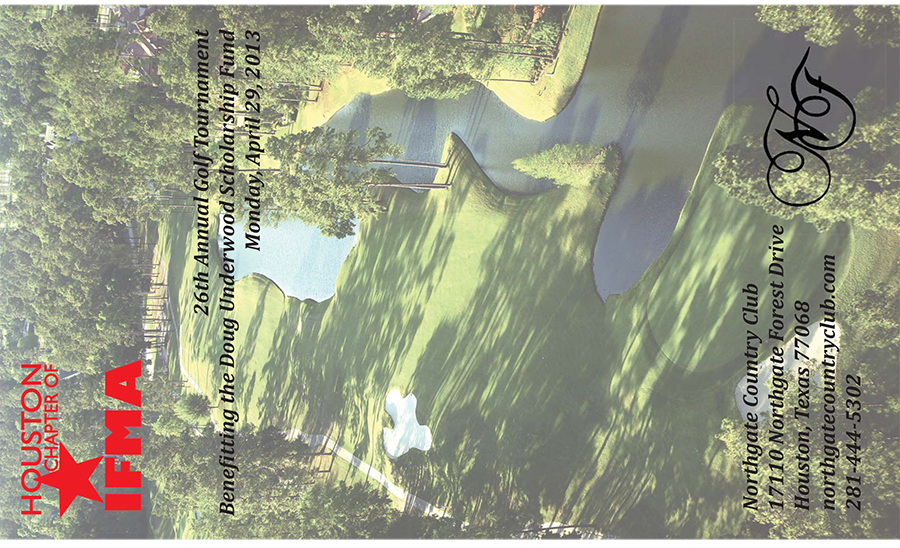 HOUSTON
CHAPTER OF
IFMA
26th Annual Golf Tournament
Benefiting the Doug Underwood Scholarship Fund
Monday, April 29, 2013
Northgate Country Club
17110 Northgate Forest Drive
Houston, Texas 77068
northgatecountryclub.com
281-444-5302